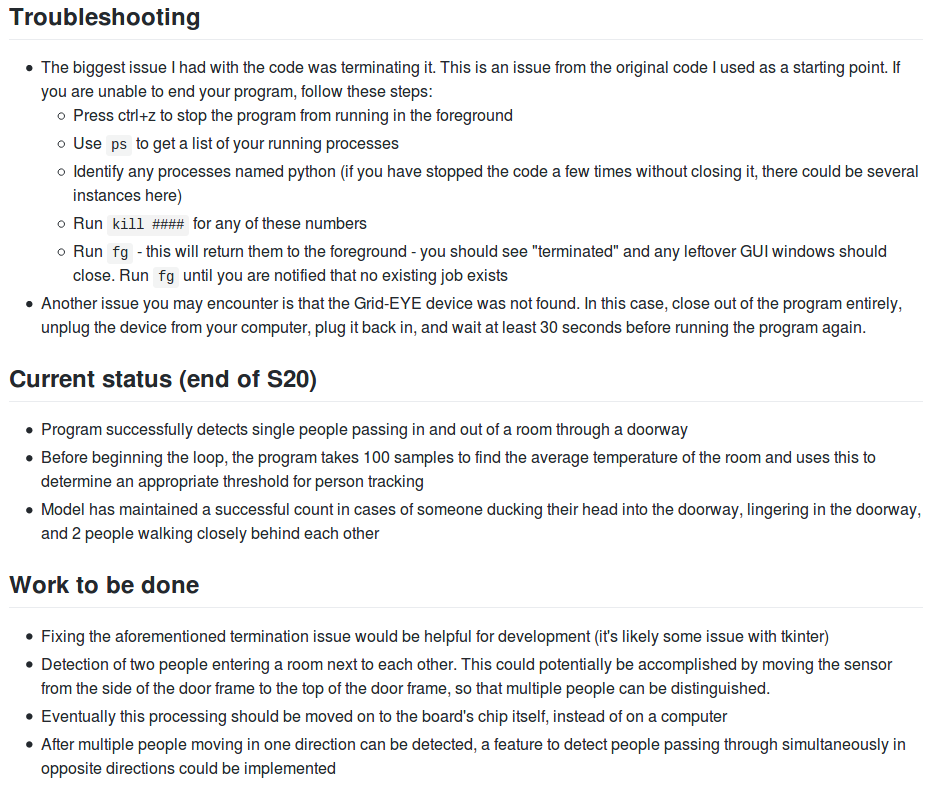 Troubleshooting
• The biggest issue I had with the code was terminating it. This is an issue from the original code I used as a starting point. If
you are unable to end your program, follow these steps:
◦ Press ctrl+z to stop the program from running in the foreground
◦ Use ps to get a list of your running processes
◦ Identify any processes named python (if you have stopped the code a few times without closing it, there could be several
instances here)
◦ Run kill #### for any of these numbers
◦ Run fg - this will return them to the foreground - you should see "terminated" and any leftover GUI windows should
close. Run fg until you are notified that no existing job exists
• Another issue you may encounter is that the Grid-EYE device was not found. In this case, close out of the program entirely,
unplug the device from your computer, plug it back in, and wait at least 30 seconds before running the program again.
Current status (end of S20)
• Program successfully detects single people passing in and out of a room through a doorway
• Before beginning the loop, the program takes 100 samples to find the average temperature of the room and uses this to
determine an appropriate threshold for person tracking
• Model has maintained a successful count in cases of someone ducking their head into the doorway, lingering in the doorway,
and 2 people walking closely behind each other
Work to be done
• Fixing the aforementioned termination issue would be helpful for development (it's likely some issue with tkinter)
• Detection of two people entering a room next to each other. This could potentially be accomplished by moving the sensor
from the side of the door frame to the top of the door frame, so that multiple people can be distinguished.
• Eventually this processing should be moved on to the board's chip itself, instead of on a computer
• After multiple people moving in one direction can be detected, a feature to detect people passing through simultaneously in
opposite directions could be implemented